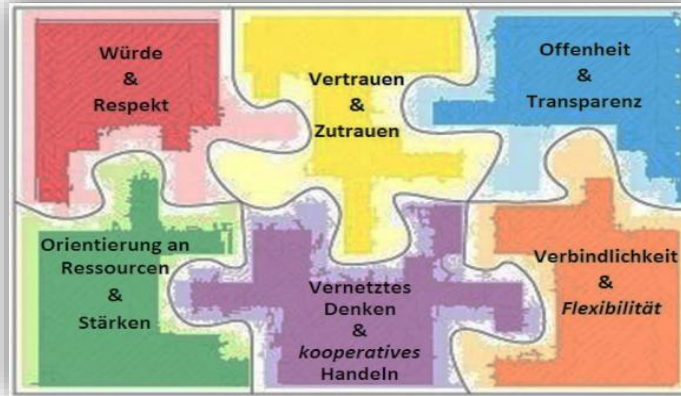 Würde
&
Respekt
Vertrauen
&
Zutrauen
Offenheit
&
Transparenz
Orientierung an
Ressourcen
&
Stärken
Vernetztes
Denken
&
kooperatives
Handeln
Verbindlichkeit
&
Flexibilität